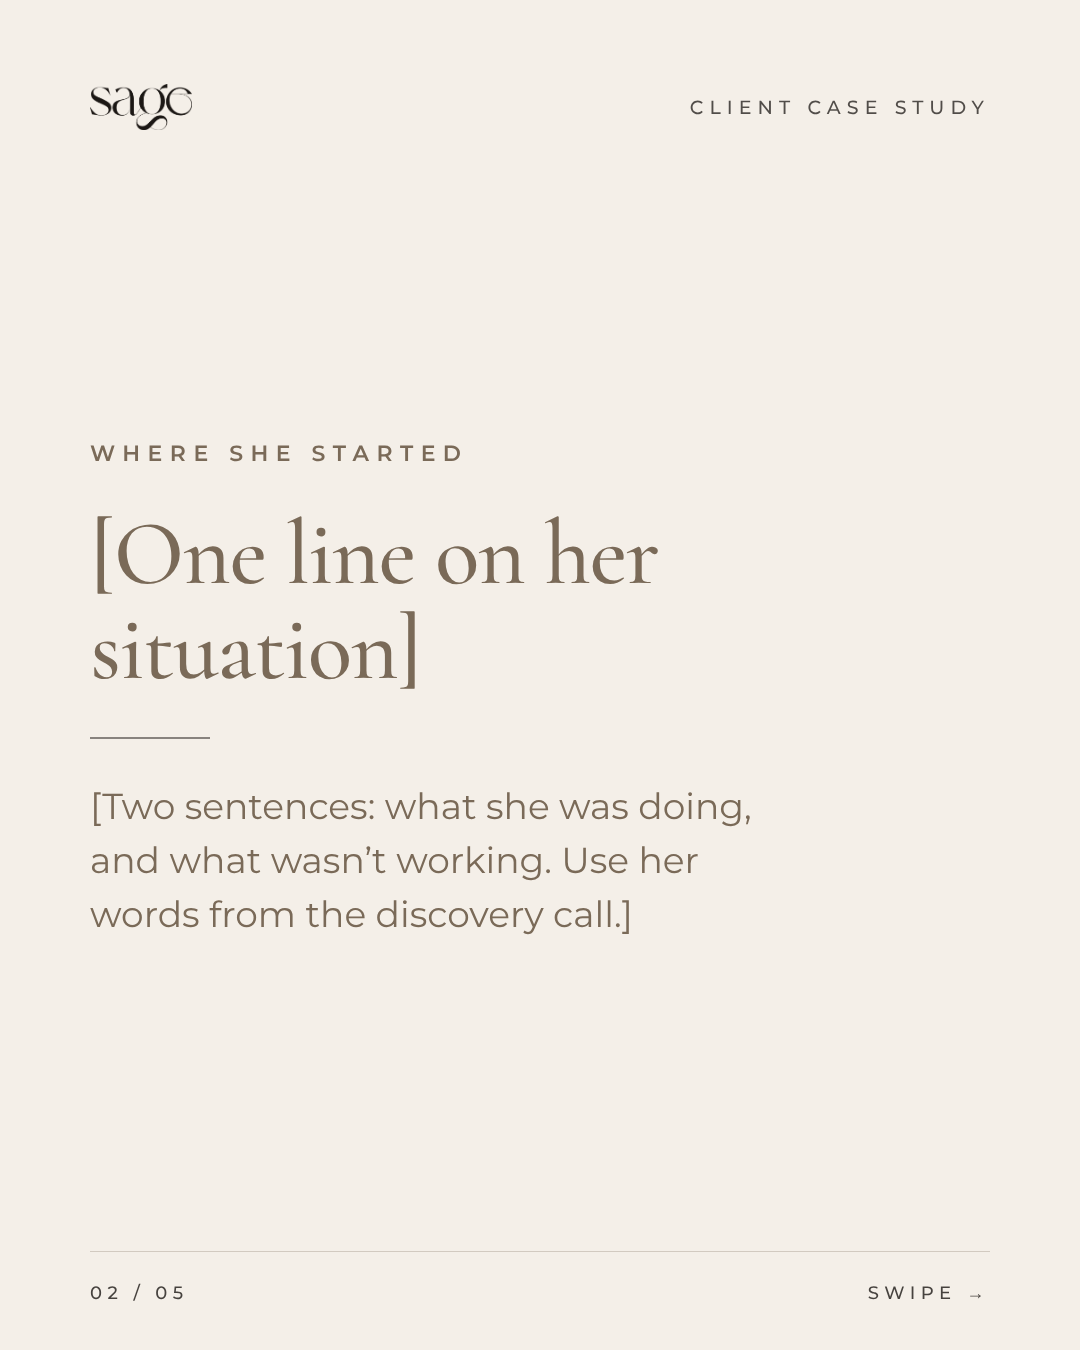 sage
CLIENT CASE STUDY
WHERE SHE STARTED
[One line on her
situation]
[Two sentences: what she was doing,
and what wasn’t working. Use her
words from the discovery call.]
02 / 05
SWIPE →